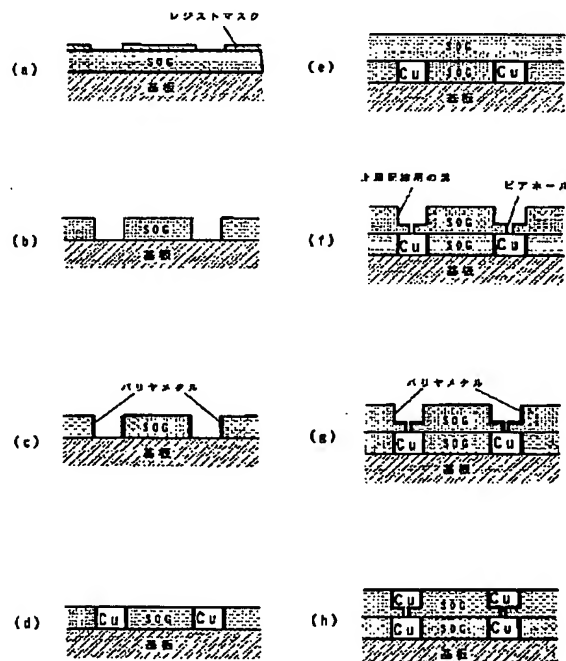 レジストマスク
(a)
SOG
基板
(b)
SOG
基板
バリヤメタル
(c)
SOG
基板
(d)
Cu SOG Cu
基板
(e)
SOG
Cu SOG Cu
基板
上層配線用の溝 ビアホール
(f)
SOG
Cu SOG Cu
基板
バリヤメタル
(g)
SOG
Cu SOG Cu
基板
(h)
Cu SOG Cu
Cu SOG Cu
基板